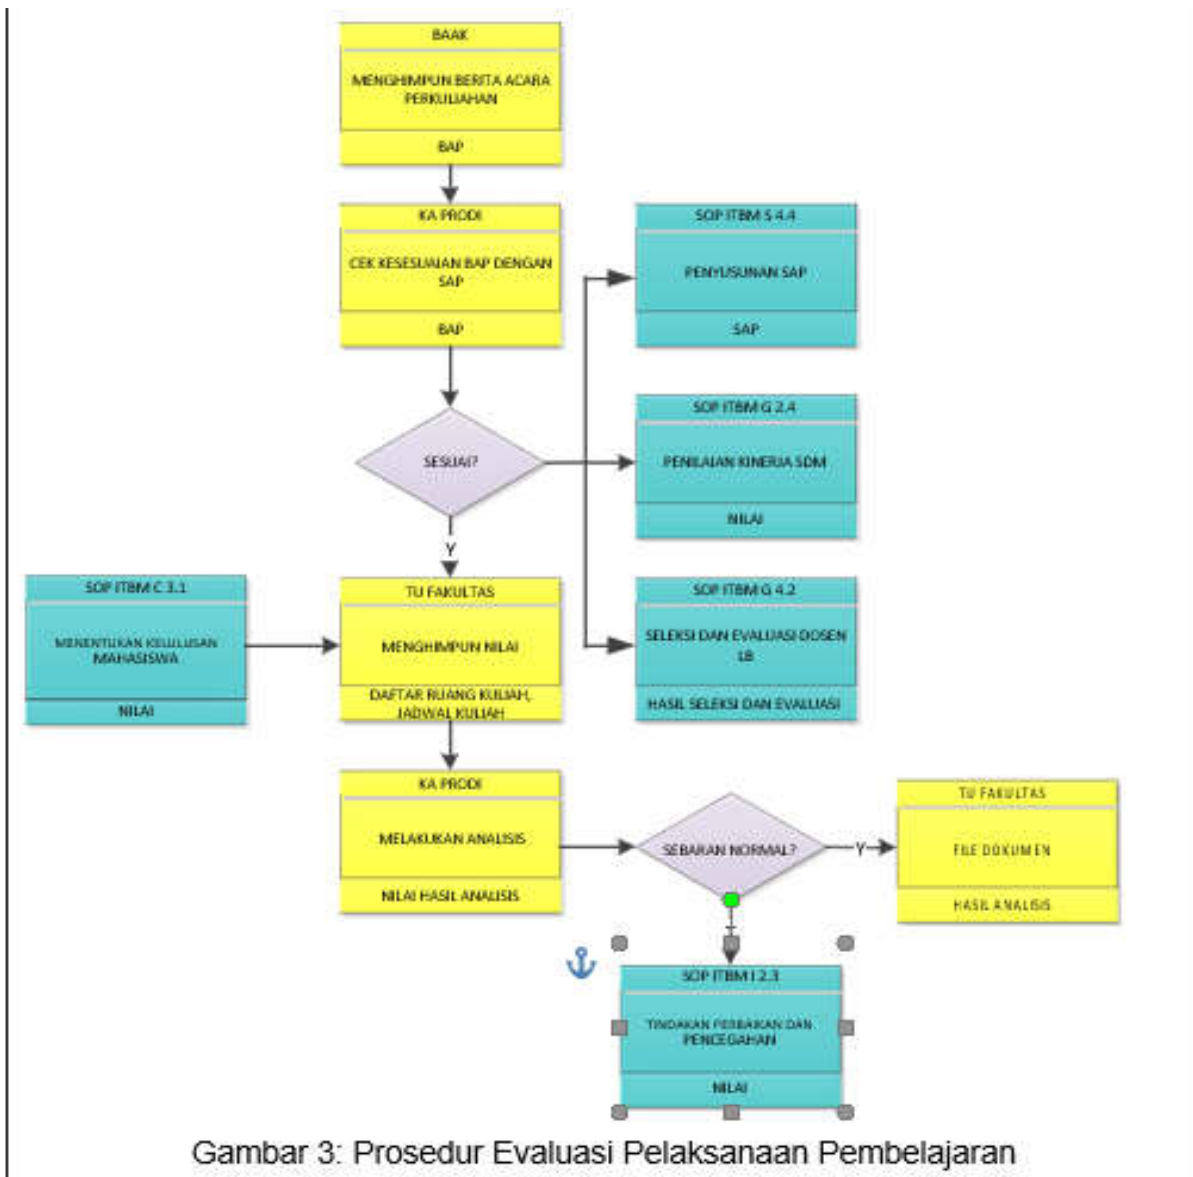 BAAK
MENGHIMPUN BERITA ACARA
PERKULIAHAN
BAP
KA PRODI
CEK KESESUAIAN BAP DENGAN
SAP
BAP
SOP ITBM S 4.4
PENYUSUNAN SAP
SAP
SESUAI?
SOP ITBM G 2.4
PENILAIAN KINERJA SDM
NILAI
Y
SOP ITBM C 3.1
MENENTUKAN KELULUSAN
MAHASISWA
NILAI
TU FAKULTAS
MENGHIMPUN NILAI
DAFTAR RUANG KULIAH,
JADWAL KULIAH
SOP ITBM G 4.2
SELEKSI DAN EVALUASI DOSEN
LB
HASIL SELEKSI DAN EVALUASI
KA PRODI
MELAKUKAN ANALISIS
NILAI HASIL ANALISIS
SEBARAN NORMAL?
Y
TU FAKULTAS
FILE DOKUMEN
HASIL ANALISIS
T
SOP ITBM I 2.3
TINDAKAN PERBAIKAN DAN
PENCEGAHAN
NILAI
Gambar 3: Prosedur Evaluasi Pelaksanaan Pembelajaran